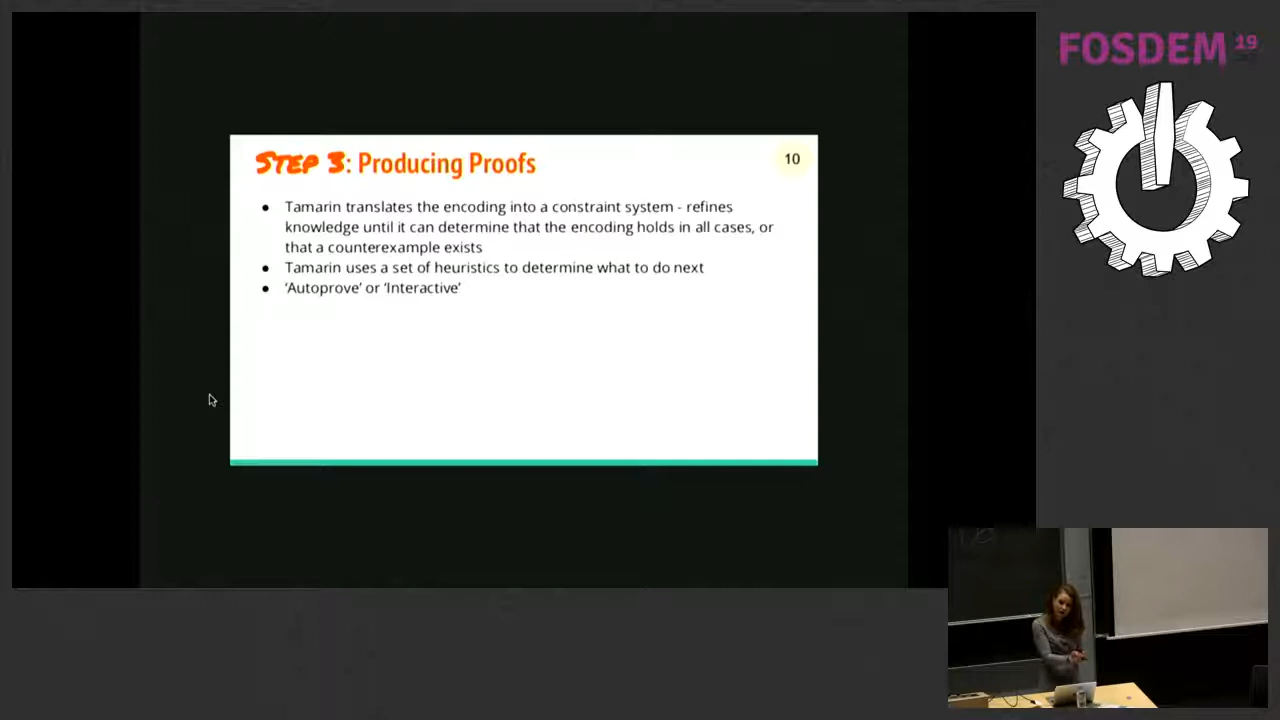 FOSDEM 19
STEP 3: Producing Proofs
10
● Tamarin translates the encoding into a constraint system - refines
knowledge until it can determine that the encoding holds in all cases, or
that a counterexample exists
● Tamarin uses a set of heuristics to determine what to do next
● ‘Autoprove’ or ‘Interactive’